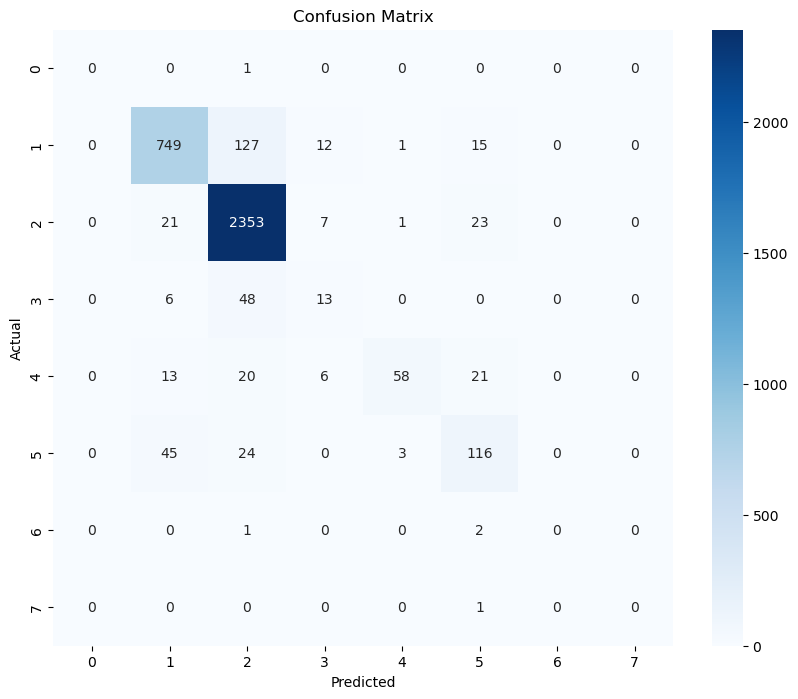 Confusion Matrix
0 0 0 1 0 0 0 0 0
1 0 749 127 12 1 15 0 0
2 0 21 2353 7 1 23 0 0
3 0 6 48 13 0 0 0 0
4 0 13 20 6 58 21 0 0
5 0 45 24 0 3 116 0 0
6 0 0 1 0 0 2 0 0
7 0 0 0 0 0 1 0 0
0 1 2 3 4 5 6 7
Actual
Predicted
2000
1500
1000
500
0